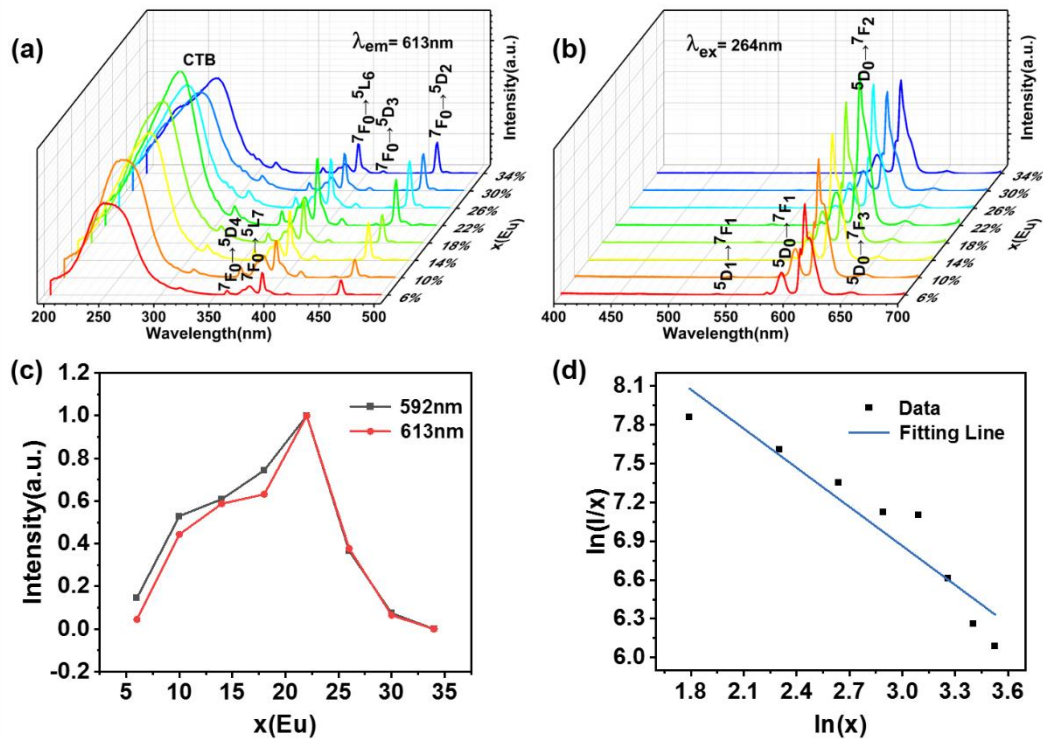 (a)
λem = 613nm
CTB
⁷F₀→⁵L₆
⁷F₀→⁵D₃
⁷F₀→⁵D₂
⁷F₀→⁵D₄
⁷F₀→⁵L₇
Intensity(a.u.)
34%
30%
26%
22%
18%
14%
10%
6%
x(Eu)
200 250 300 350 400 450 500
Wavelength(nm)
(b)
λex = 264nm
⁵D₀→⁷F₂
⁵D₁→⁷F₁
⁵D₀→⁷F₁
⁵D₀→⁷F₃
Intensity(a.u.)
34%
30%
26%
22%
18%
14%
10%
6%
x(Eu)
400 450 500 550 600 650 700
Wavelength(nm)
(c)
592nm
613nm
Intensity(a.u.)
1.2
1.0
0.8
0.6
0.4
0.2
0.0
-0.2
5 10 15 20 25 30 35
x(Eu)
(d)
Data
Fitting Line
ln(I/x)
8.1
7.8
7.5
7.2
6.9
6.6
6.3
6.0
1.8 2.1 2.4 2.7 3.0 3.3 3.6
ln(x)